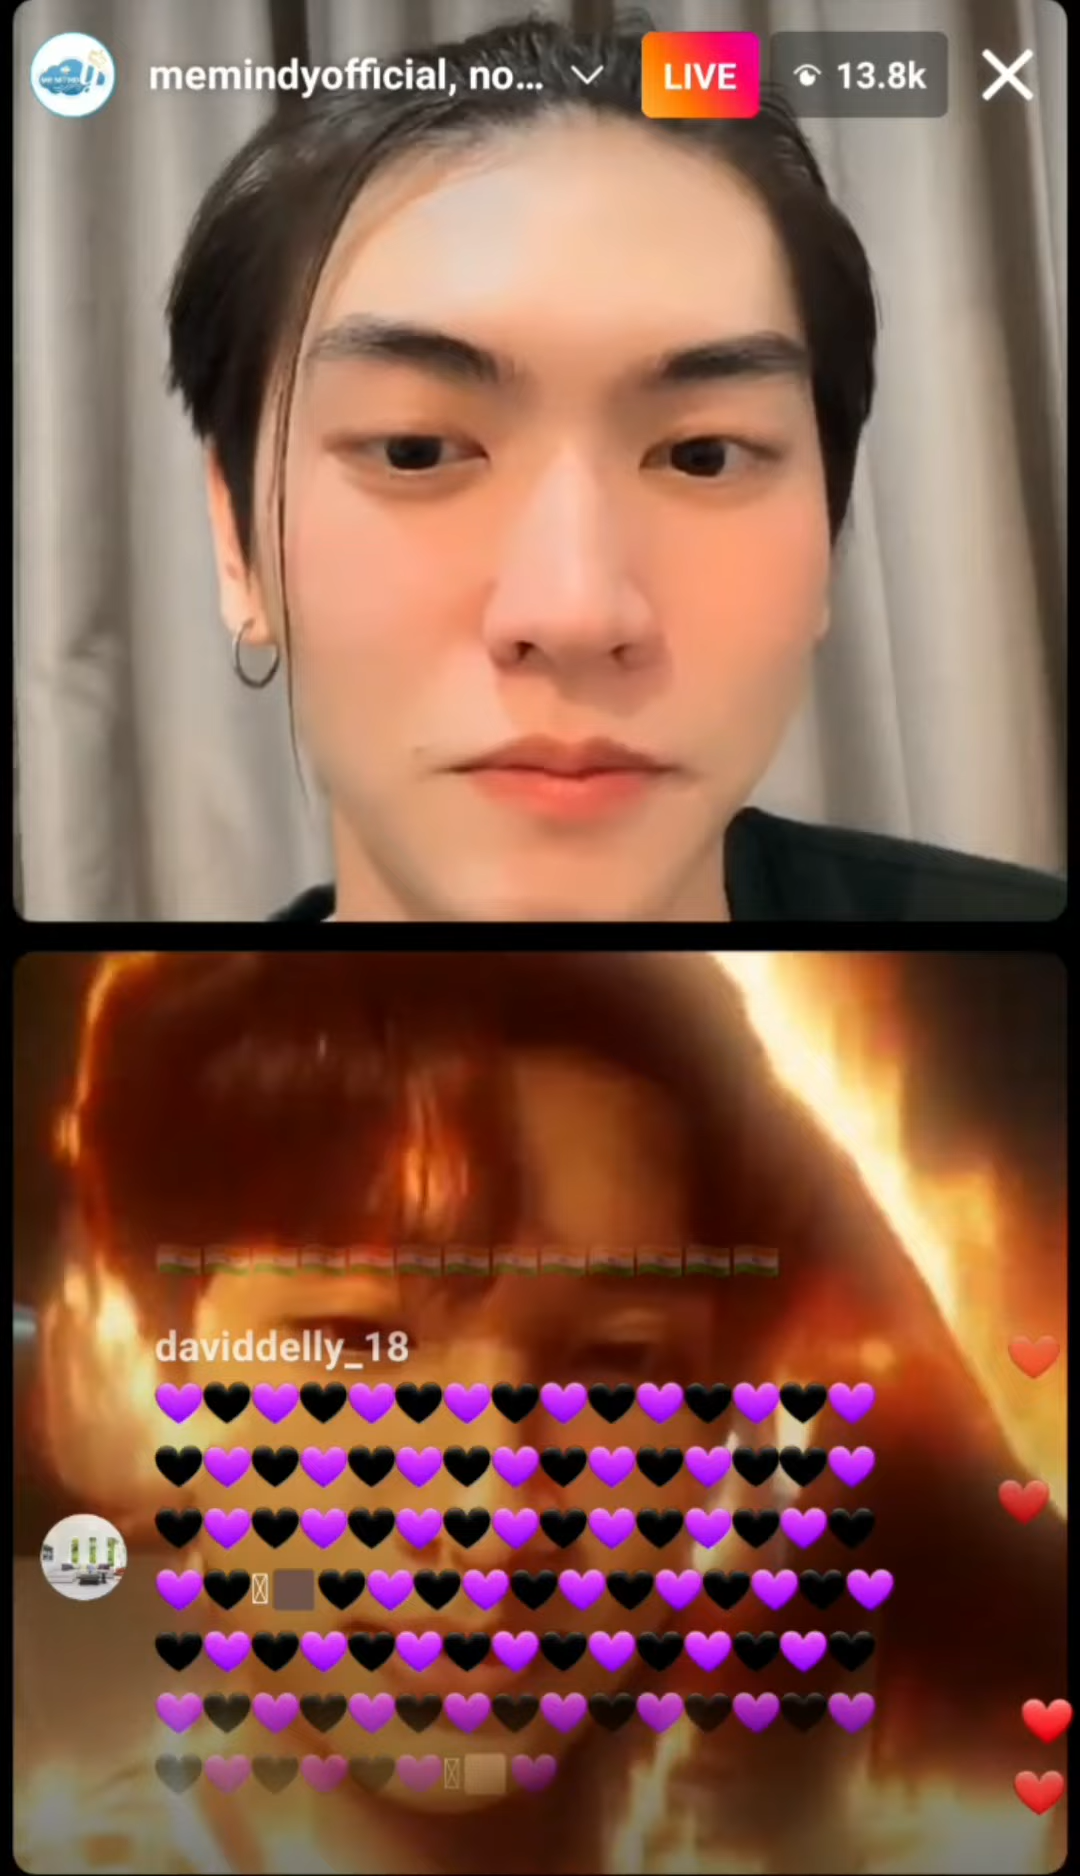 memindyofficial, no...
LIVE
13.8k
🇮🇳🇮🇳🇮🇳🇮🇳🇮🇳🇮🇳🇮🇳🇮🇳🇮🇳🇮🇳🇮🇳🇮🇳🇮🇳
daviddelly_18
💜🖤💜🖤💜🖤💜🖤💜🖤💜🖤💜🖤💜
🖤💜🖤💜🖤💜🖤💜🖤💜🖤💜🖤🖤💜
🖤💜🖤💜🖤💜🖤💜🖤💜🖤💜🖤💜🖤
💜🖤🖤💜🖤💜🖤💜🖤💜🖤💜🖤💜
🖤💜🖤💜🖤💜🖤💜🖤💜🖤💜🖤💜🖤
💜🖤💜🖤💜🖤💜🖤💜🖤💜🖤💜🖤💜
🖤💜🖤💜🖤💜💜